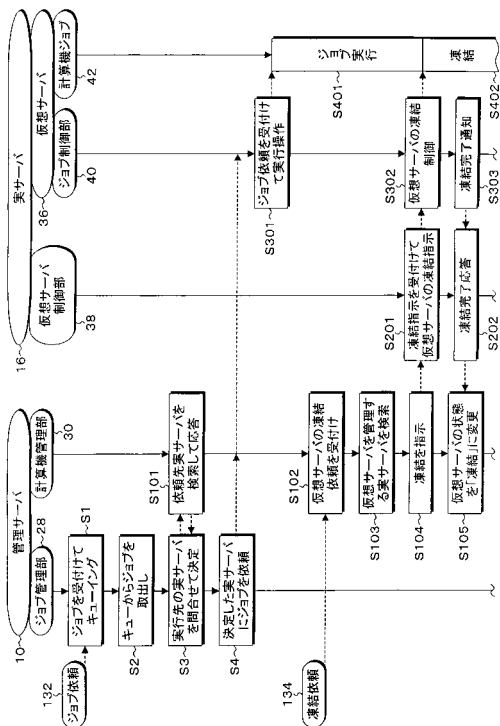 管理サーバ
10
ジョブ管理部
28
計算機管理部
30
実サーバ
16
仮想サーバ
制御部
38
仮想サーバ
36
ジョブ制御部
40
計算機ジョブ
42
132
ジョブ依頼
ジョブを受付けて
キューイング
S1
キューからジョブを
取出し
S2
実行先の実サーバ
を問合せて決定
S3
依頼先実サーバを
検索して応答
S101
決定した実サーバ
にジョブを依頼
S4
ジョブ依頼を受付け
て実行操作
S301
ジョブ実行
S401
134
凍結依頼
仮想サーバの凍結
依頼を受付け
S102
仮想サーバを管理す
る実サーバを検索
S103
凍結を指示
S104
凍結指示を受付けて
仮想サーバの凍結指示
S201
仮想サーバの凍結
制御
S302
凍結
S402
凍結完了通知
S303
凍結完了応答
S202
仮想サーバの状態
を「凍結」に変更
S105